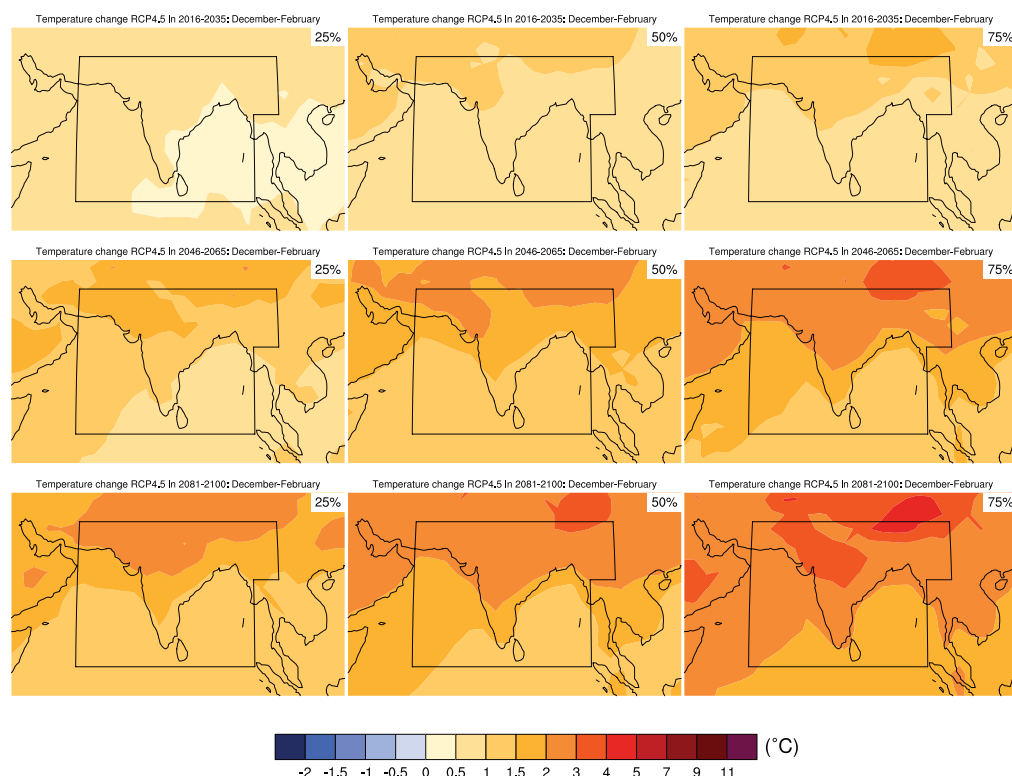 Temperature change RCP4.5 in 2016-2035: December-February
25%
Temperature change RCP4.5 in 2016-2035: December-February
50%
Temperature change RCP4.5 in 2016-2035: December-February
75%
Temperature change RCP4.5 in 2046-2065: December-February
25%
Temperature change RCP4.5 in 2046-2065: December-February
50%
Temperature change RCP4.5 in 2046-2065: December-February
75%
Temperature change RCP4.5 in 2081-2100: December-February
25%
Temperature change RCP4.5 in 2081-2100: December-February
50%
Temperature change RCP4.5 in 2081-2100: December-February
75%
(°C)
-2 -1.5 -1 -0.5 0 0.5 1 1.5 2 3 4 5 7 9 11